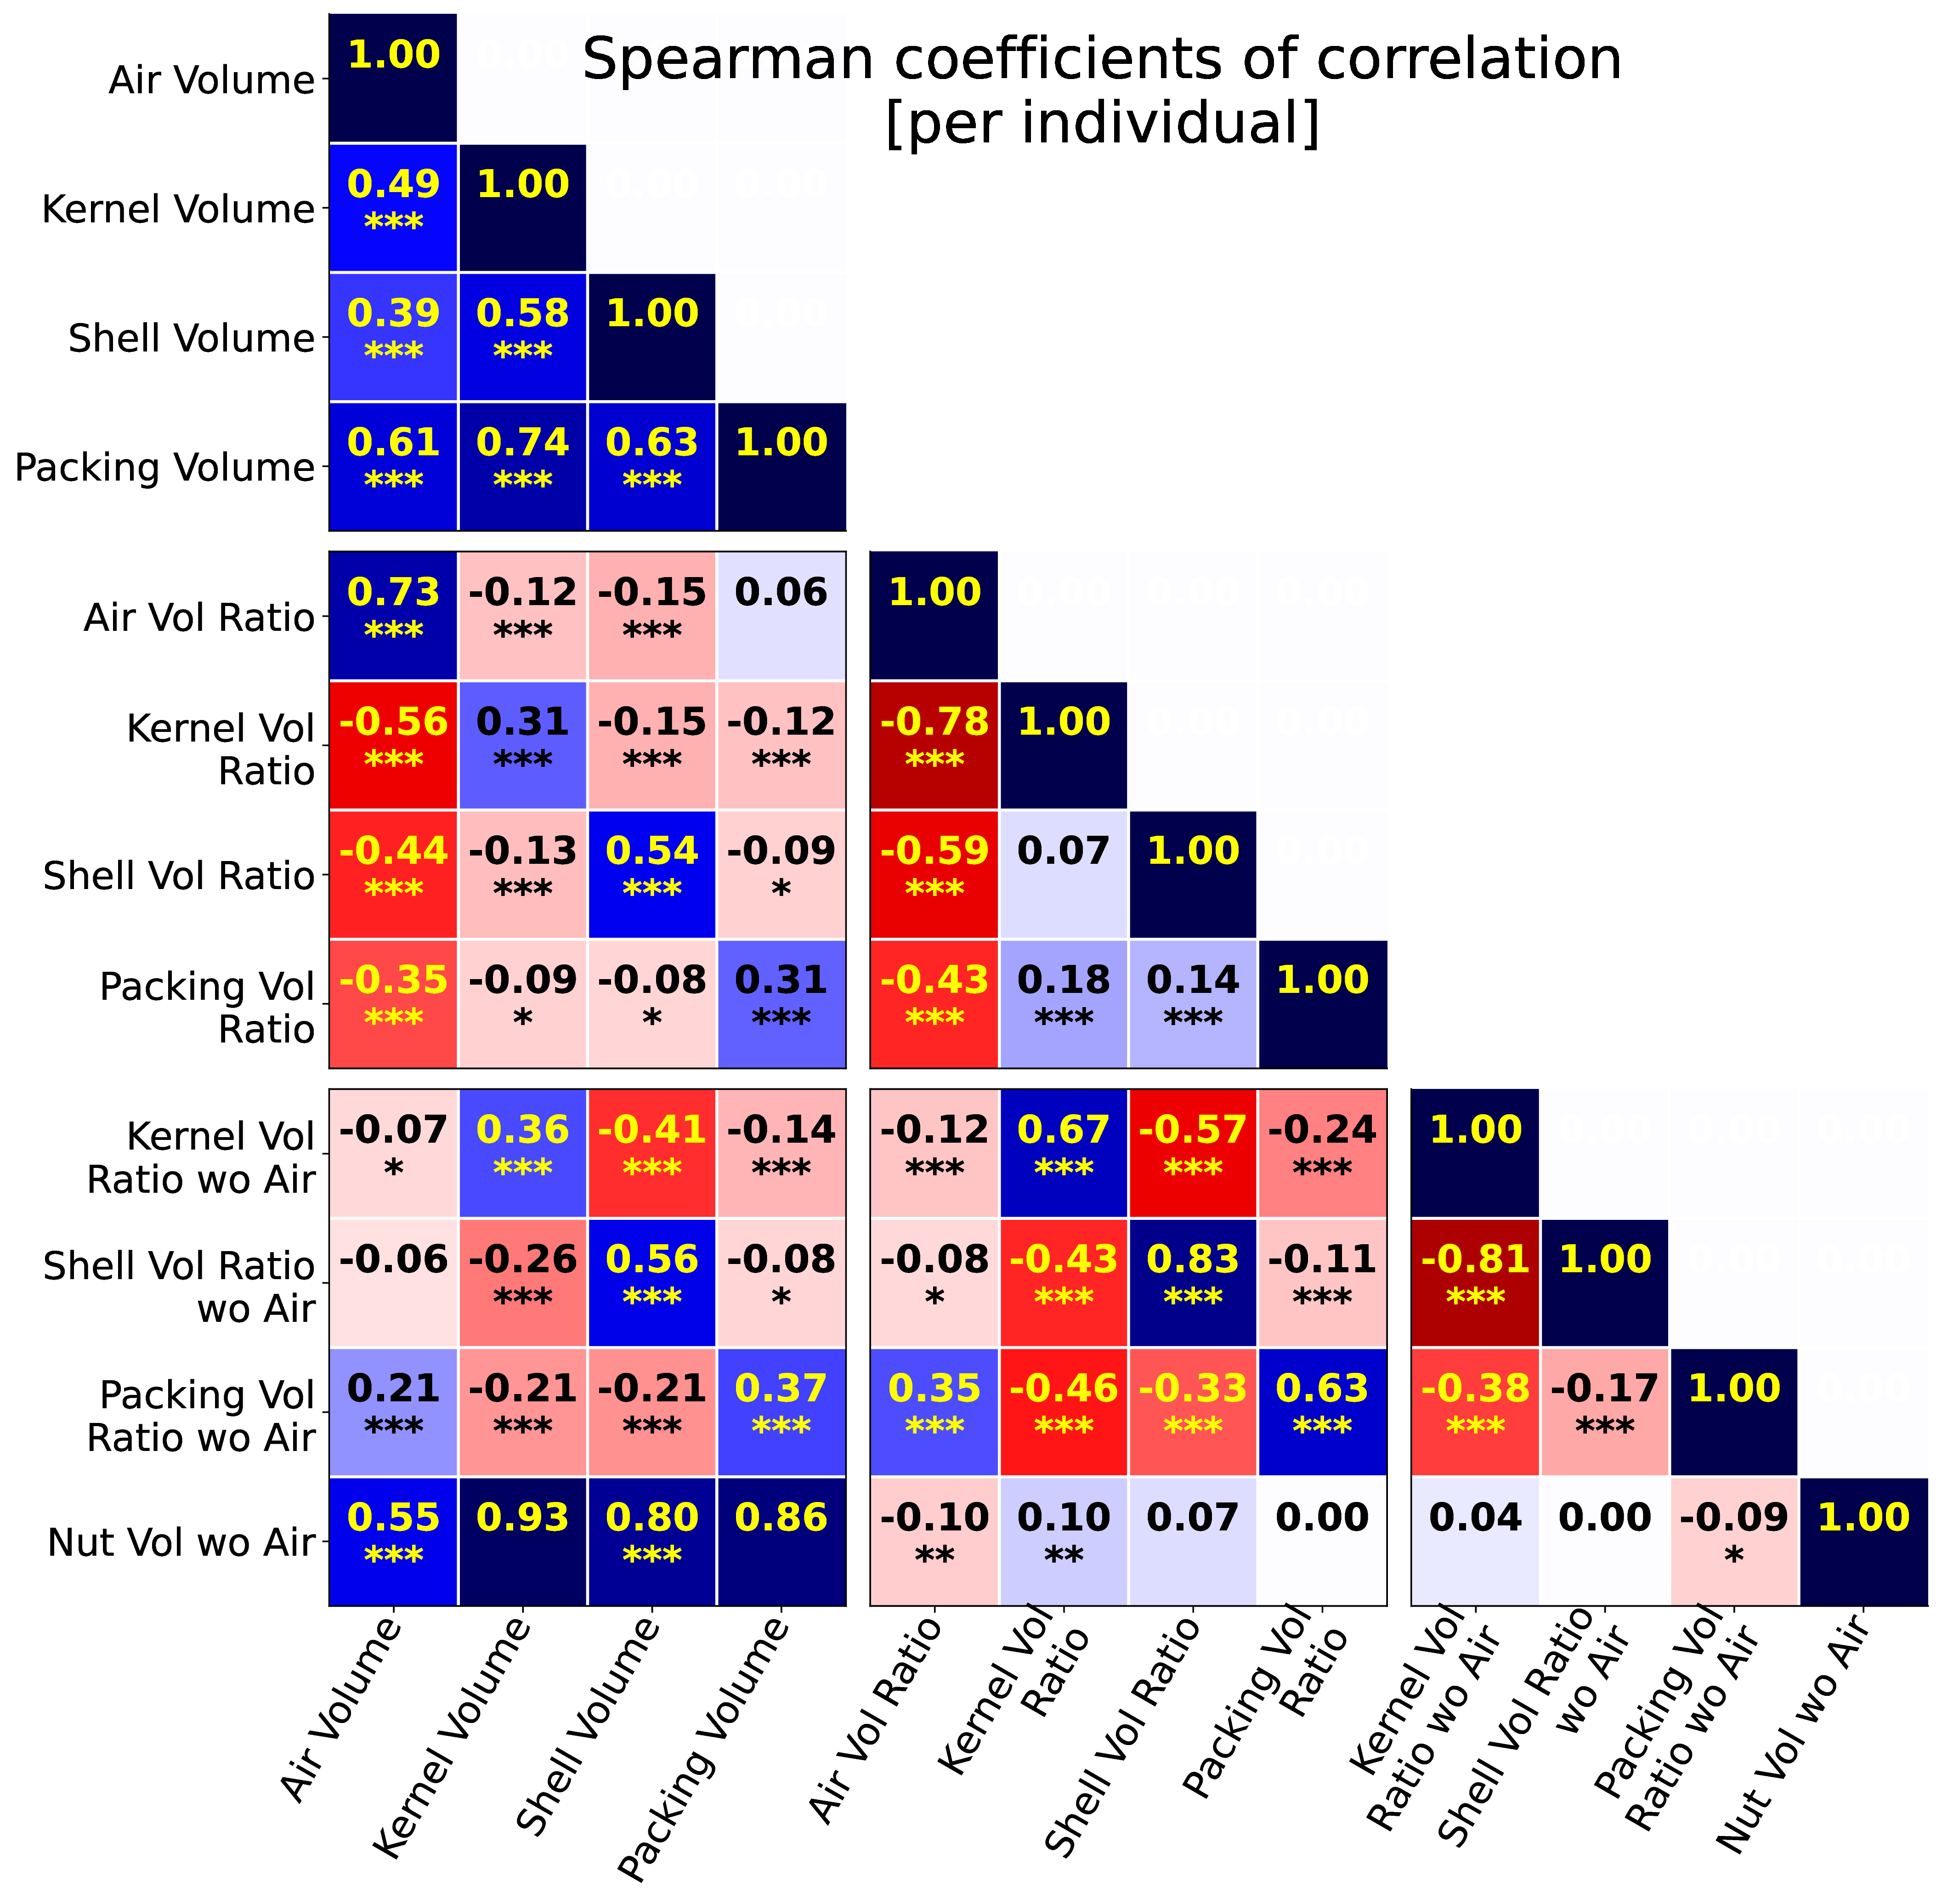 Spearman coefficients of correlation
[per individual]
Air Volume 1.00
Kernel Volume 0.49 1.00
***
Shell Volume 0.39 0.58 1.00
*** ***
Packing Volume 0.61 0.74 0.63 1.00
*** *** ***
Air Vol Ratio 0.73 -0.12 -0.15 0.06 1.00
*** *** ***
Kernel Vol
Ratio
-0.56 0.31 -0.15 -0.12 -0.78 1.00
*** *** *** *** ***
Shell Vol Ratio -0.44 -0.13 0.54 -0.09 -0.59 0.07 1.00
*** *** *** * ***
Packing Vol
Ratio
-0.35 -0.09 -0.08 0.31 -0.43 0.18 0.14 1.00
*** * * *** *** *** ***
Kernel Vol
Ratio wo Air
-0.07 0.36 -0.41 -0.14 -0.12 0.67 -0.57 -0.24 1.00
* *** *** *** *** *** *** ***
Shell Vol Ratio
wo Air
-0.06 -0.26 0.56 -0.08 -0.08 -0.43 0.83 -0.11 -0.81 1.00
*** *** * * *** *** *** ***
Packing Vol
Ratio wo Air
0.21 -0.21 -0.21 0.37 0.35 -0.46 -0.33 0.63 -0.38 -0.17 1.00
*** *** *** *** *** *** *** *** *** ***
Nut Vol wo Air 0.55 0.93 0.80 0.86 -0.10 0.10 0.07 0.00 0.04 0.00 -0.09 1.00
*** *** ** ** *
Air Volume
Kernel Volume
Shell Volume
Packing Volume
Air Vol Ratio
Kernel Vol
Ratio
Shell Vol Ratio
Packing Vol
Ratio
Kernel Vol
Ratio wo Air
Shell Vol Ratio
wo Air
Packing Vol
Ratio wo Air
Nut Vol wo Air